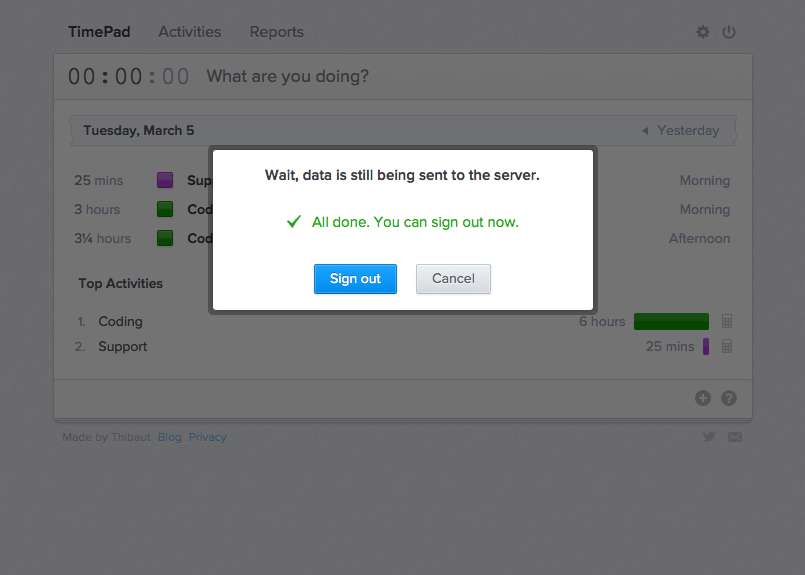 TimePad Activities Reports
00:00:00 What are you doing?
Tuesday, March 5 Yesterday
Wait, data is still being sent to the server.
25 mins Morning
All done. You can sign out now.
3 hours Morning
3¼ hours Afternoon
Sign out Cancel
Top Activities
1. Coding 6 hours
2. Support 25 mins
Made by Thibaut Blog Privacy